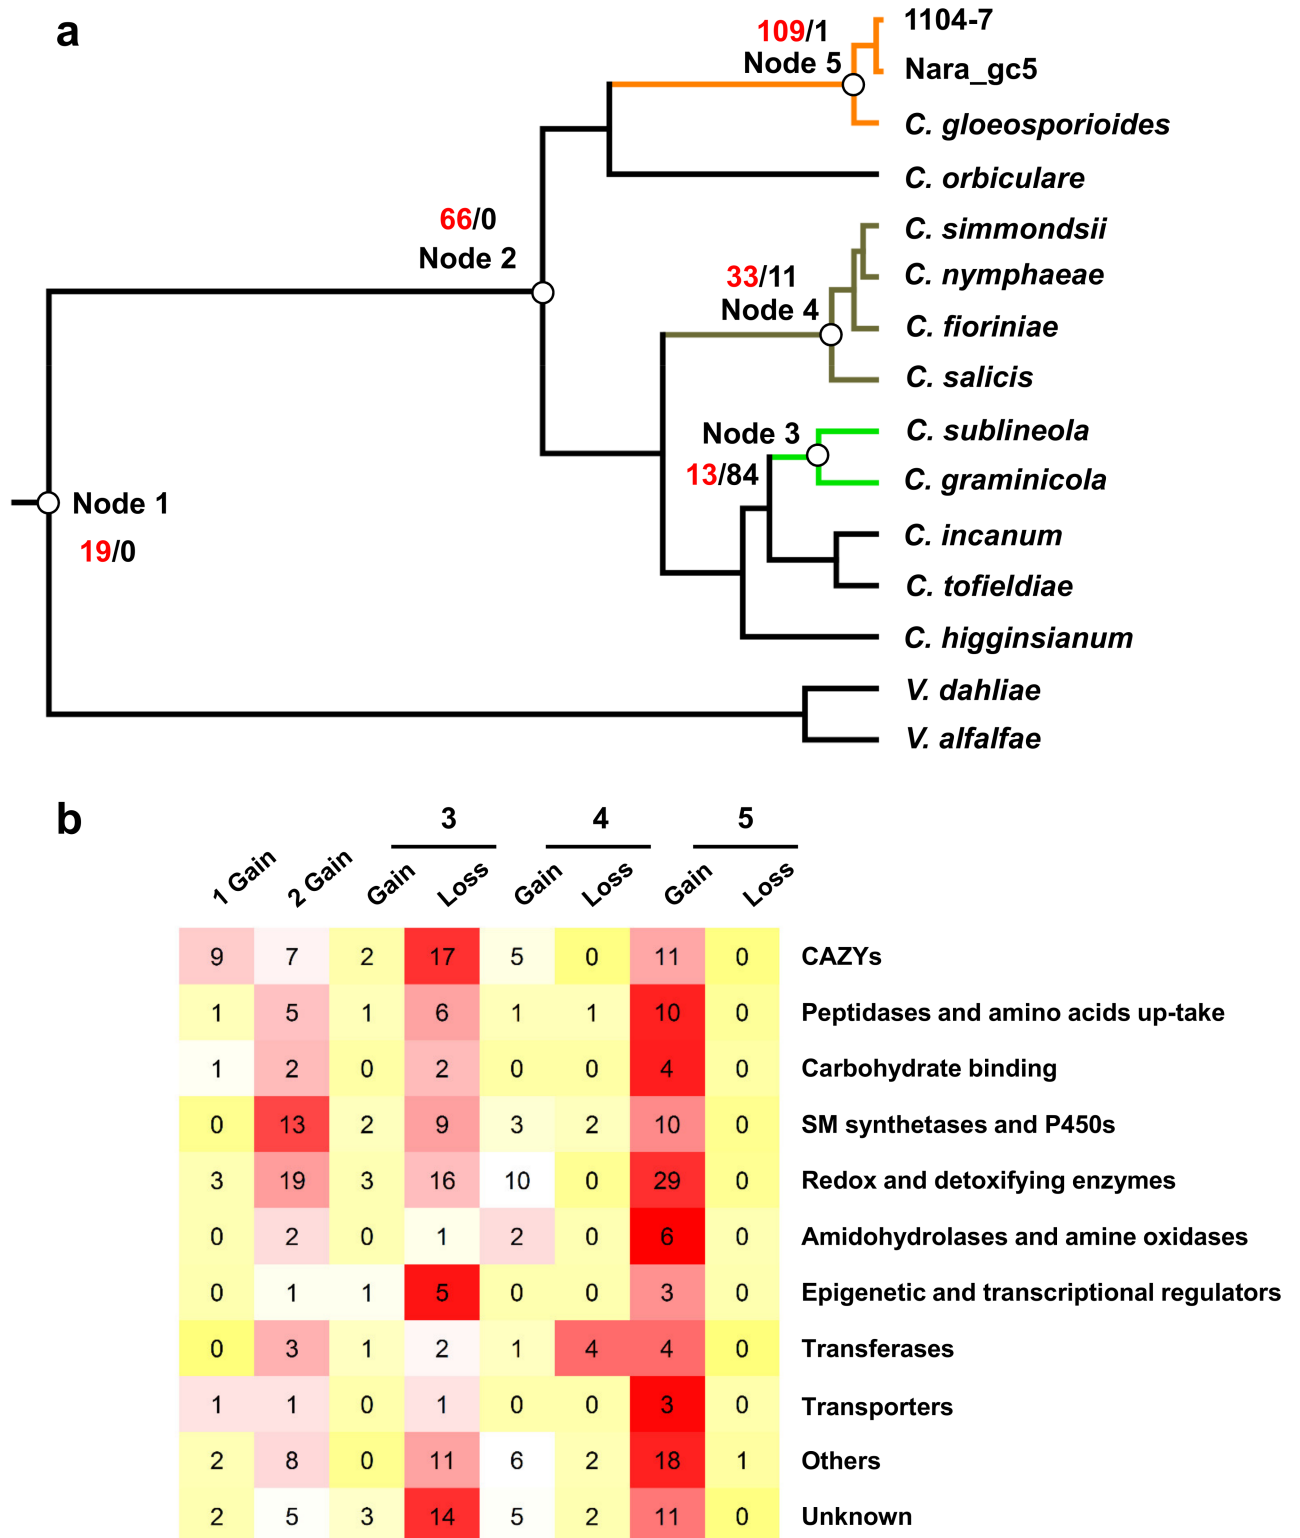 a
109/1
Node 5
1104-7
Nara_gc5
C. gloeosporioides
C. orbiculare
66/0
Node 2
C. simmondsii
33/11
Node 4
C. nymphaeae
C. fioriniae
C. salicis
Node 3
13/84
C. sublineola
C. graminicola
Node 1
19/0
C. incanum
C. tofieldiae
C. higginsianum
V. dahliae
V. alfalfae
b
3 4 5
1 Gain 2 Gain Gain Loss Gain Loss Gain Loss
9 7 2 17 5 0 11 0 CAZYs
1 5 1 6 1 1 10 0 Peptidases and amino acids up-take
1 2 0 2 0 0 4 0 Carbohydrate binding
0 13 2 9 3 2 10 0 SM synthetases and P450s
3 19 3 16 10 0 29 0 Redox and detoxifying enzymes
0 2 0 1 2 0 6 0 Amidohydrolases and amine oxidases
0 1 1 5 0 0 3 0 Epigenetic and transcriptional regulators
0 3 1 2 1 4 4 0 Transferases
1 1 0 1 0 0 3 0 Transporters
2 8 0 11 6 2 18 1 Others
2 5 3 14 5 2 11 0 Unknown